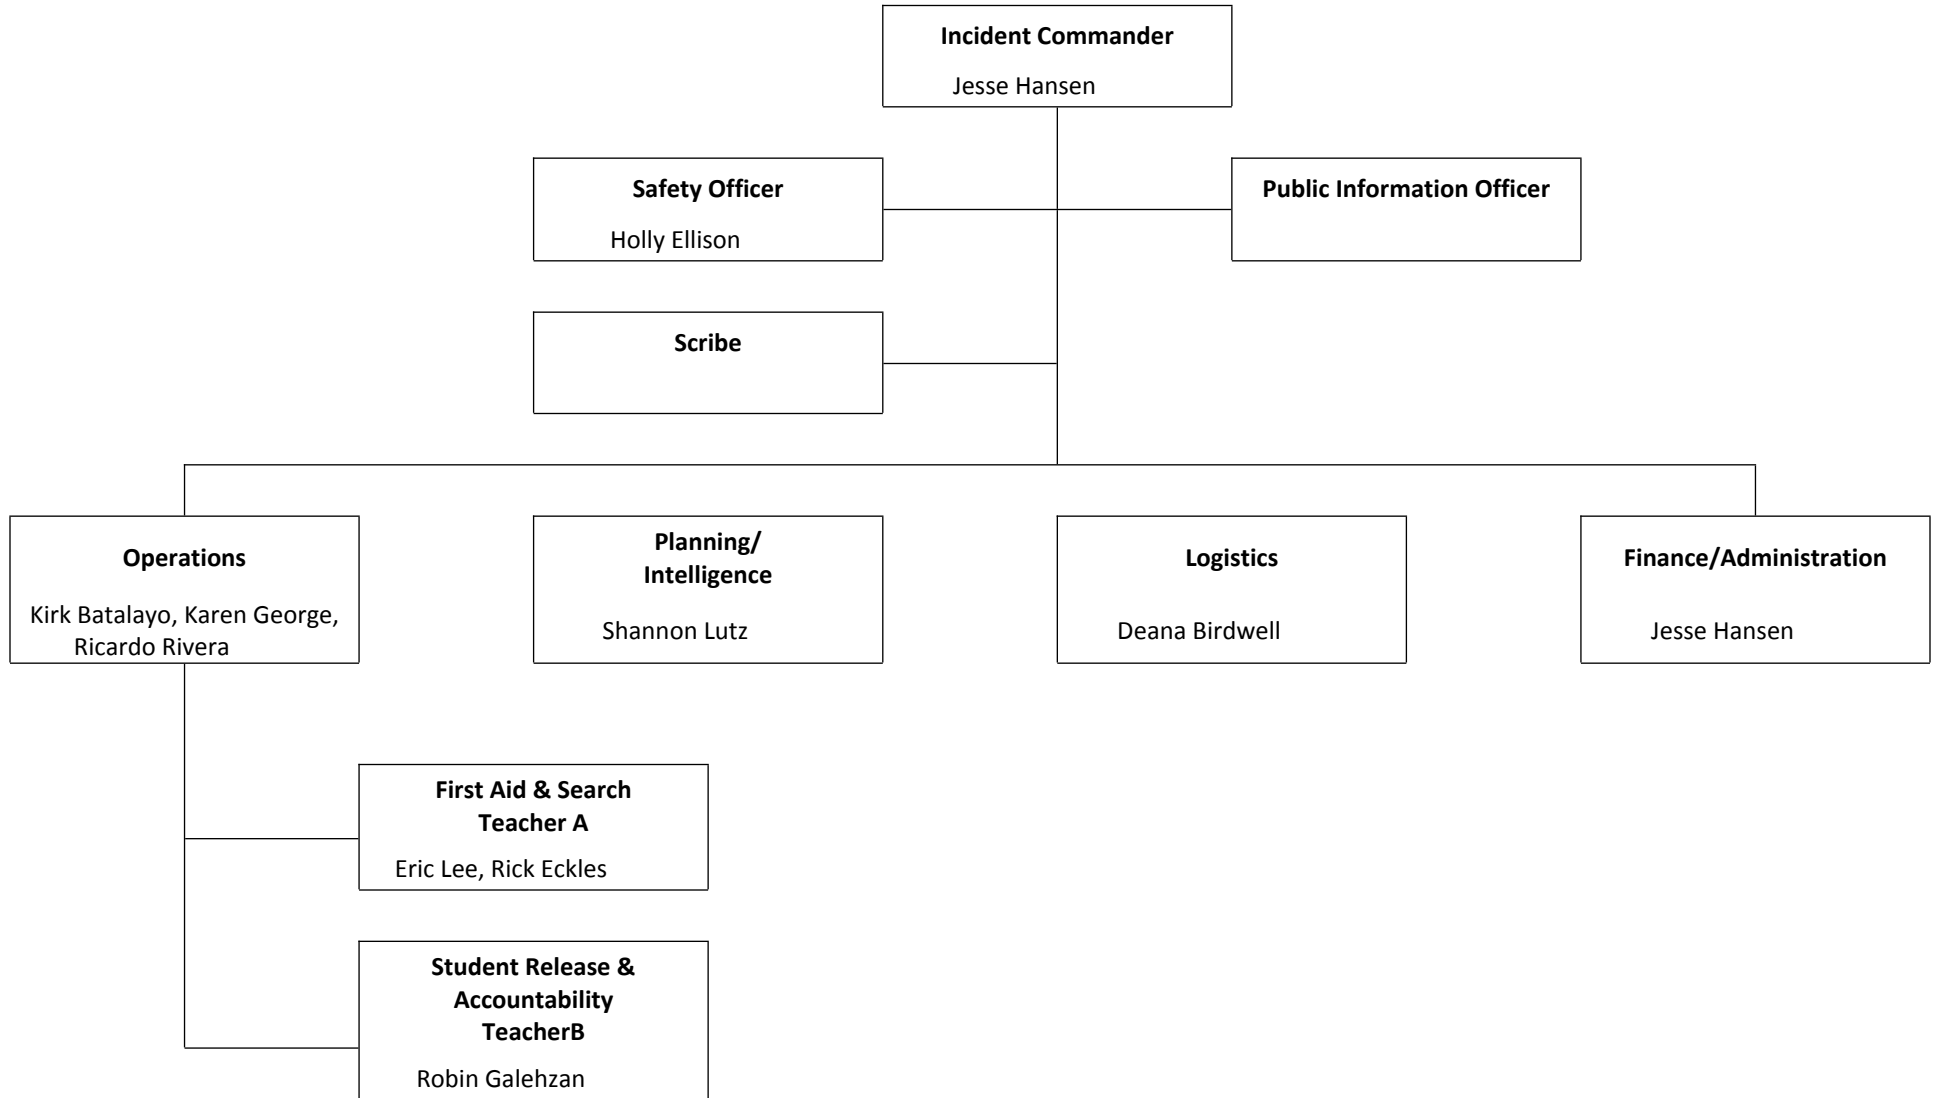 Incident Commander
Jesse Hansen
Safety Officer
Holly Ellison
Public Information Officer
Scribe
Operations
Kirk Batalayo, Karen George,
Ricardo Rivera
Planning/
Intelligence
Shannon Lutz
Logistics
Deana Birdwell
Finance/Administration
Jesse Hansen
First Aid & Search
Teacher A
Eric Lee, Rick Eckles
Student Release &
Accountability
TeacherB
Robin Galehzan